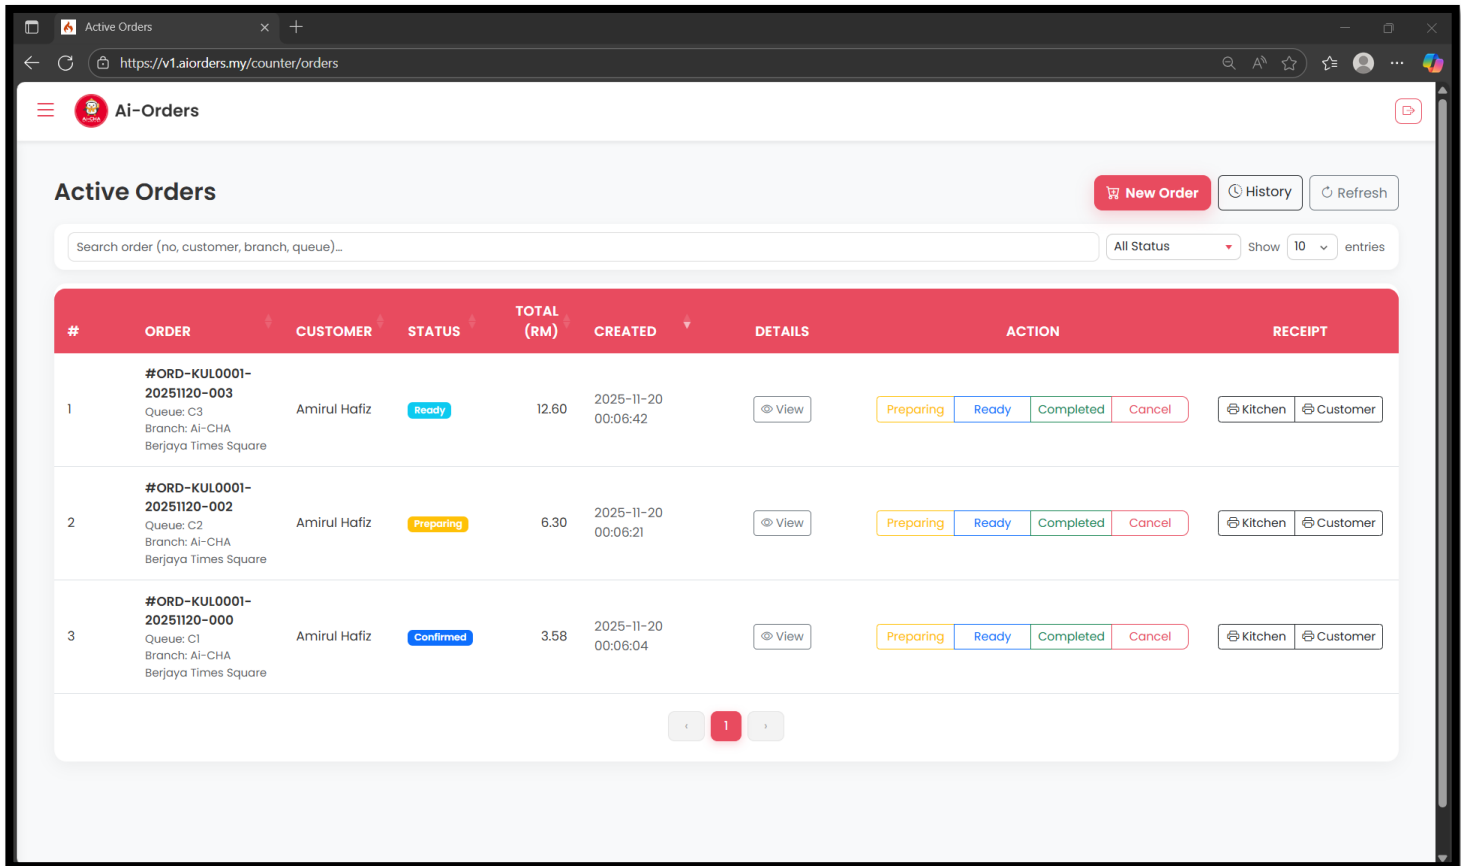 Active Orders
https://v1.aiorders.my/counter/orders
Ai-CHA
Ai-Orders
Active Orders
New Order
History
Refresh
Search order (no, customer, branch, queue)...
All Status
Show 10 entries
# ORDER CUSTOMER STATUS TOTAL (RM) CREATED DETAILS ACTION RECEIPT
#ORD-KUL0001-
20251120-003
Queue: C3
Branch: Ai-CHA
Berjaya Times Square
1 Amirul Hafiz Ready 12.60 2025-11-20
00:06:42
View Preparing Ready Completed Cancel Kitchen Customer
#ORD-KUL0001-
20251120-002
Queue: C2
Branch: Ai-CHA
Berjaya Times Square
2 Amirul Hafiz Preparing 6.30 2025-11-20
00:06:21
View Preparing Ready Completed Cancel Kitchen Customer
#ORD-KUL0001-
20251120-000
Queue: C1
Branch: Ai-CHA
Berjaya Times Square
3 Amirul Hafiz Confirmed 3.58 2025-11-20
00:06:04
View Preparing Ready Completed Cancel Kitchen Customer
‹ 1 ›